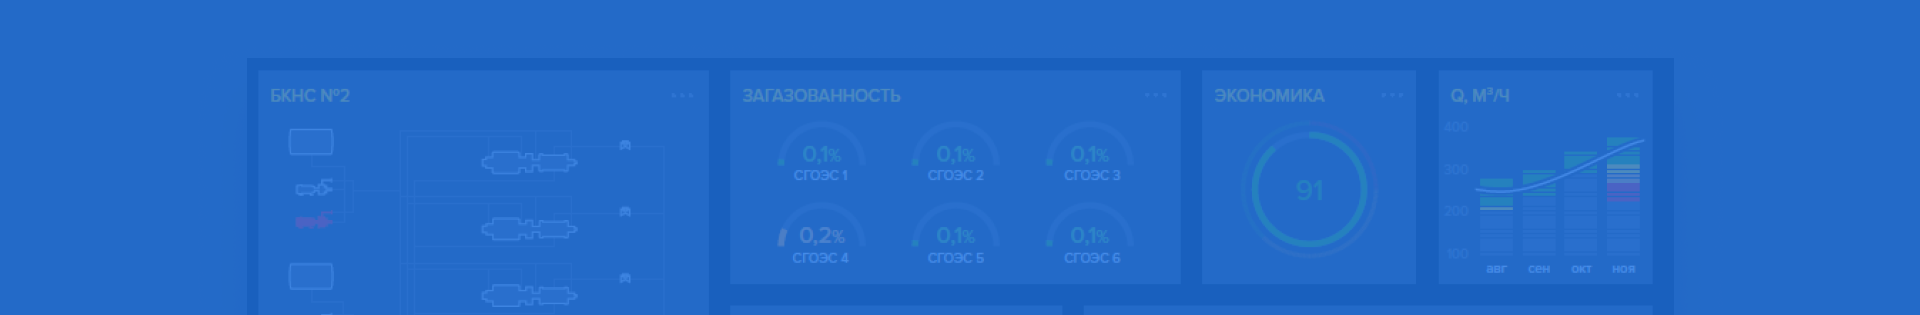 БКНС №2
ЗАГАЗОВАННОСТЬ
0,1%
СГОЭС 1
0,1%
СГОЭС 2
0,1%
СГОЭС 3
0,2%
СГОЭС 4
0,1%
СГОЭС 5
0,1%
СГОЭС 6
ЭКОНОМИКА
91
Q, М³/Ч
400
300
200
100
авг сен окт ноя